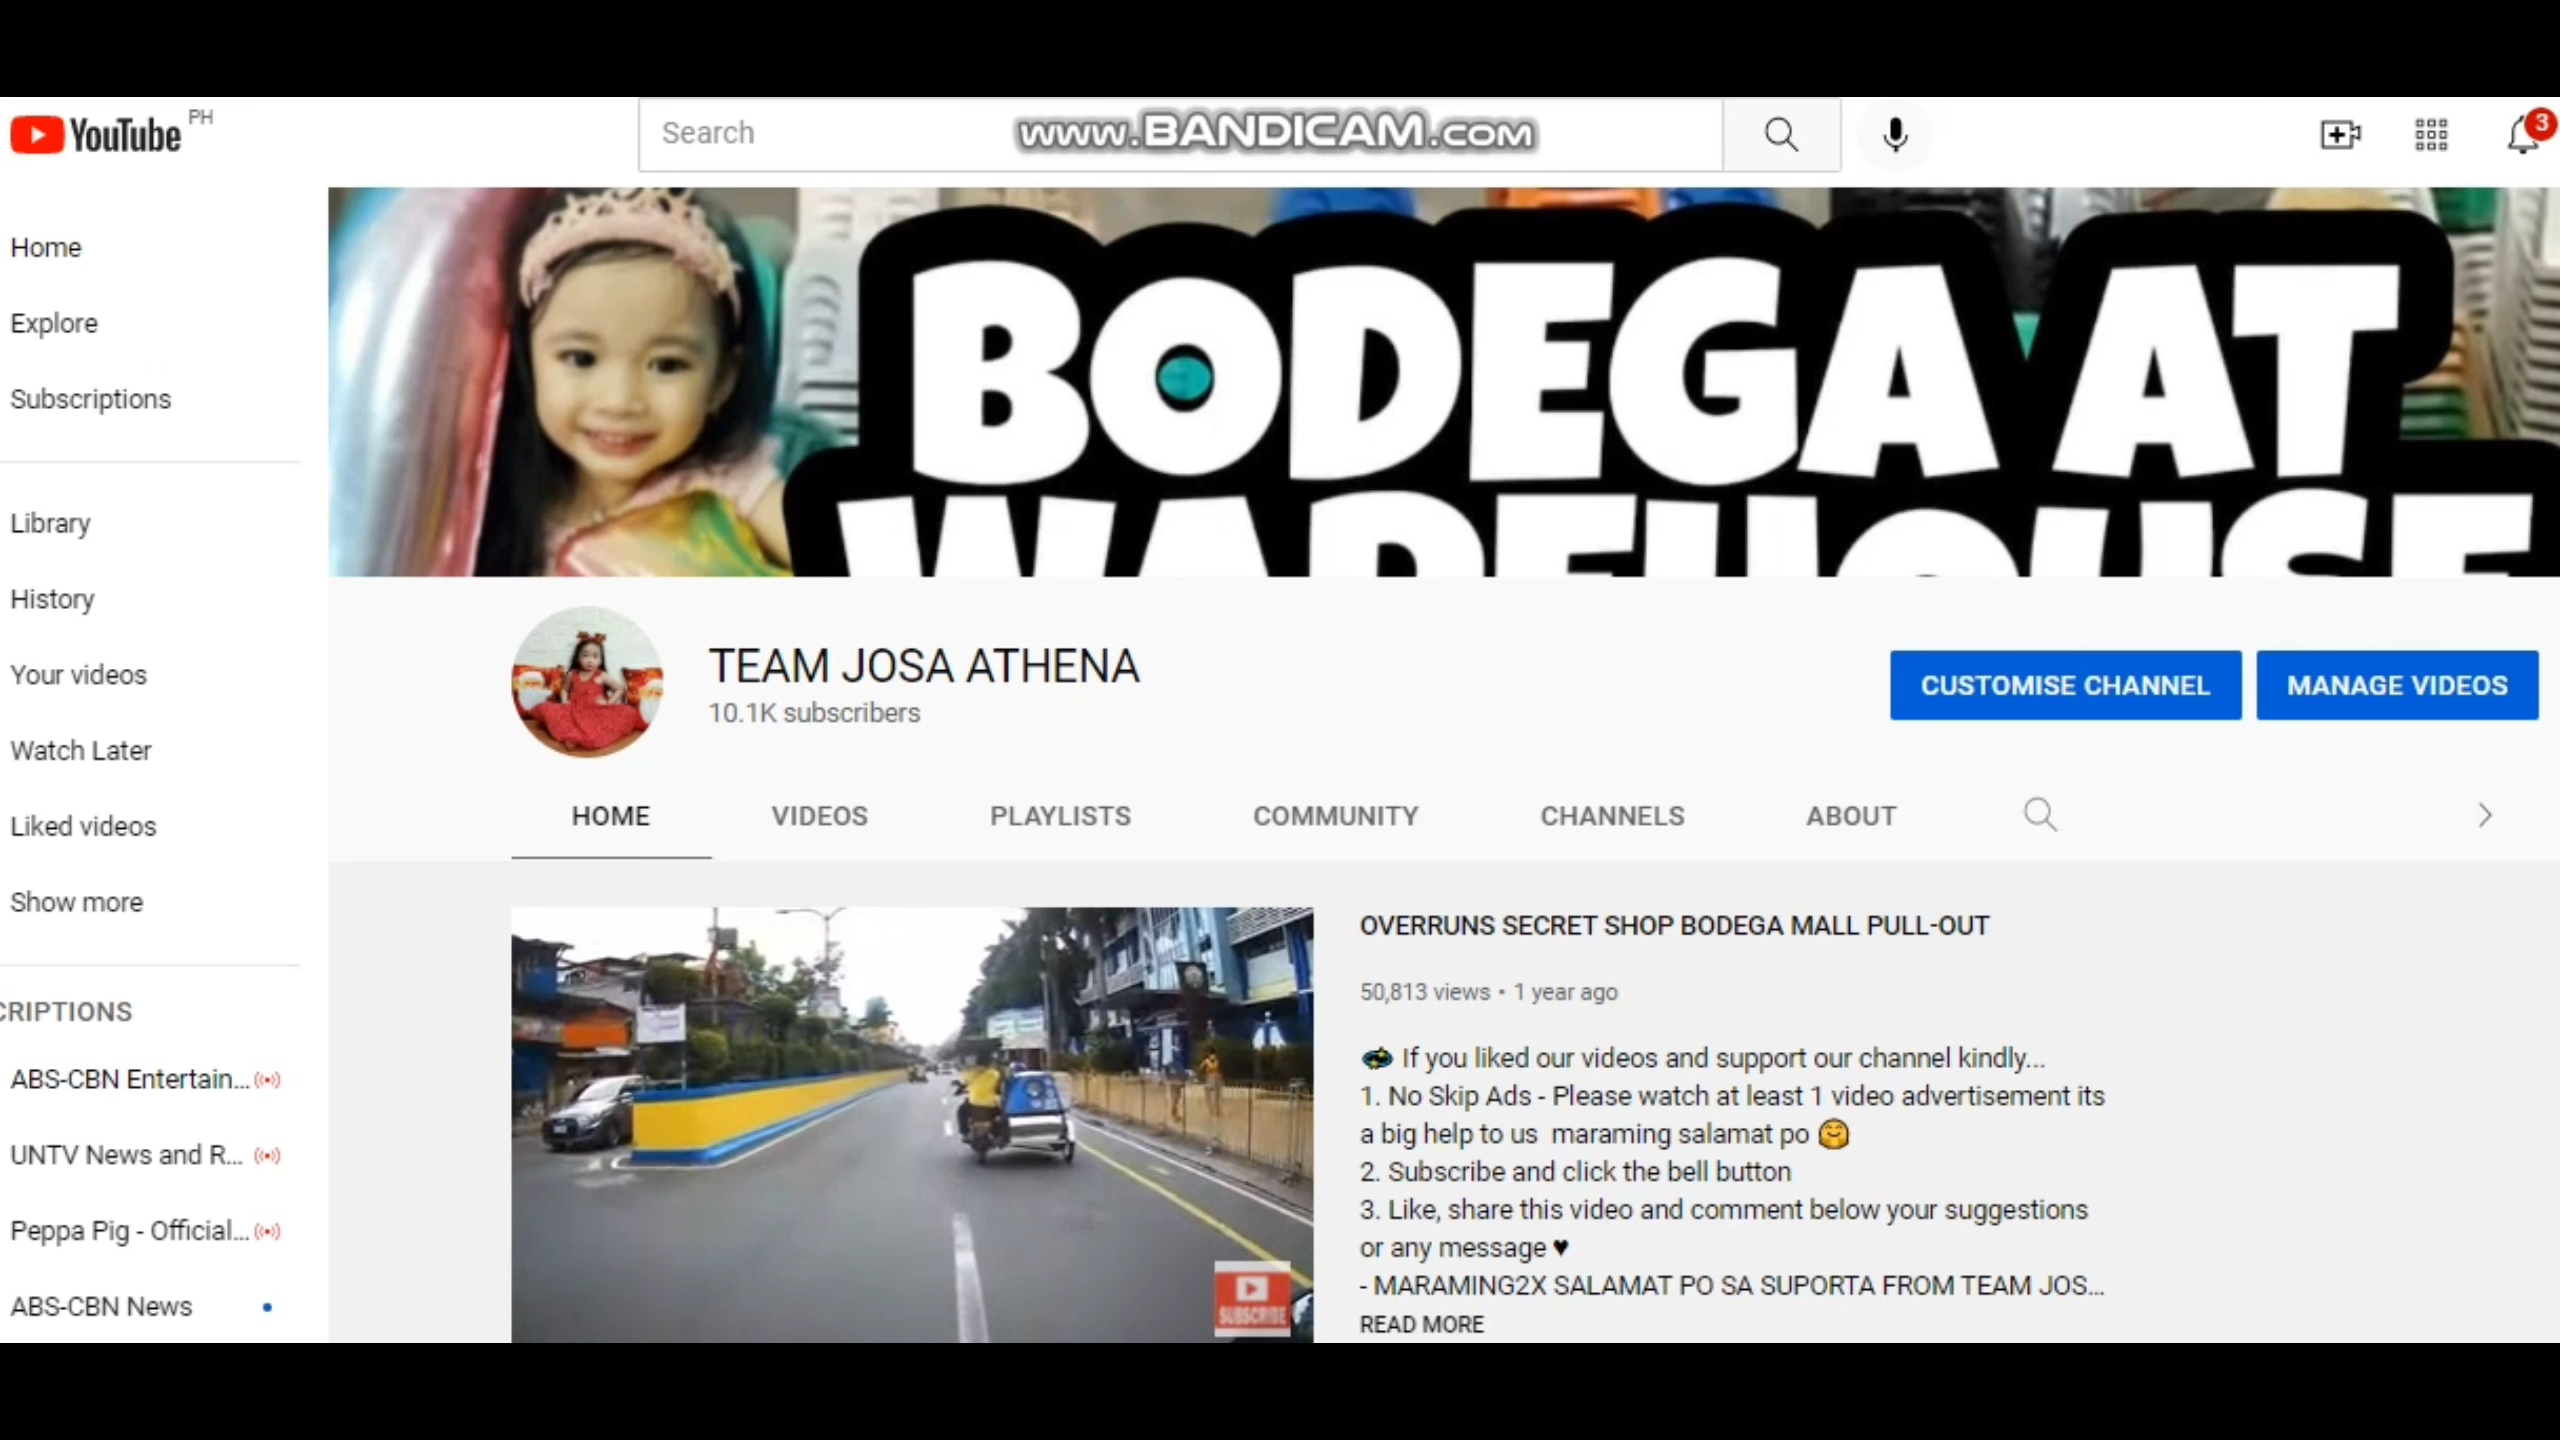 YouTube PH
Search
www.BANDICAM.com
3
Home
Explore
Subscriptions
Library
History
Your videos
Watch Later
Liked videos
Show more
CRIPTIONS
ABS-CBN Entertain...
UNTV News and R...
Peppa Pig - Official...
ABS-CBN News
BODEGA AT
WAREHOUSE
TEAM JOSA ATHENA
10.1K subscribers
CUSTOMISE CHANNEL
MANAGE VIDEOS
HOME
VIDEOS
PLAYLISTS
COMMUNITY
CHANNELS
ABOUT
SUBSCRIBE
OVERRUNS SECRET SHOP BODEGA MALL PULL-OUT
50,813 views • 1 year ago
If you liked our videos and support our channel kindly...
1. No Skip Ads - Please watch at least 1 video advertisement its
a big help to us maraming salamat po 🤗
2. Subscribe and click the bell button
3. Like, share this video and comment below your suggestions
or any message ♥
- MARAMING2X SALAMAT PO SA SUPORTA FROM TEAM JOS...
READ MORE